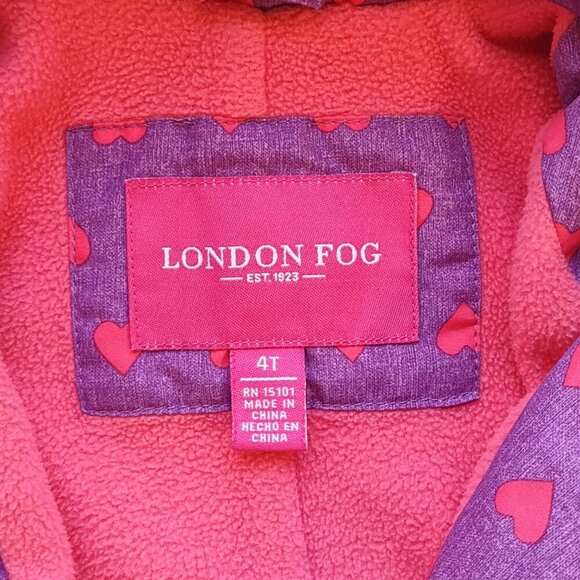 LONDON FOG
EST. 1923
4T
RN 15101
MADE IN
CHINA
HECHO EN
CHINA